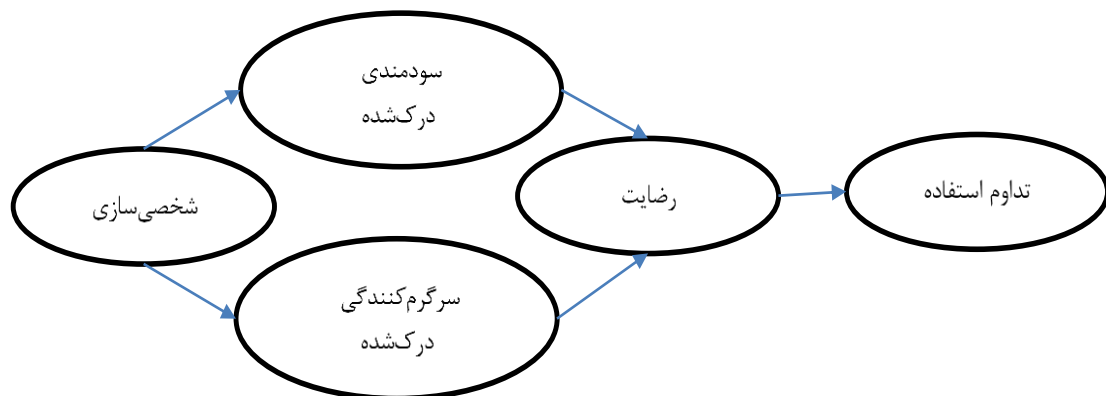 سودمندی
درک‌شده
شخصی‌سازی
رضایت
تداوم استفاده
سرگرم‌کنندگی
درک‌شده